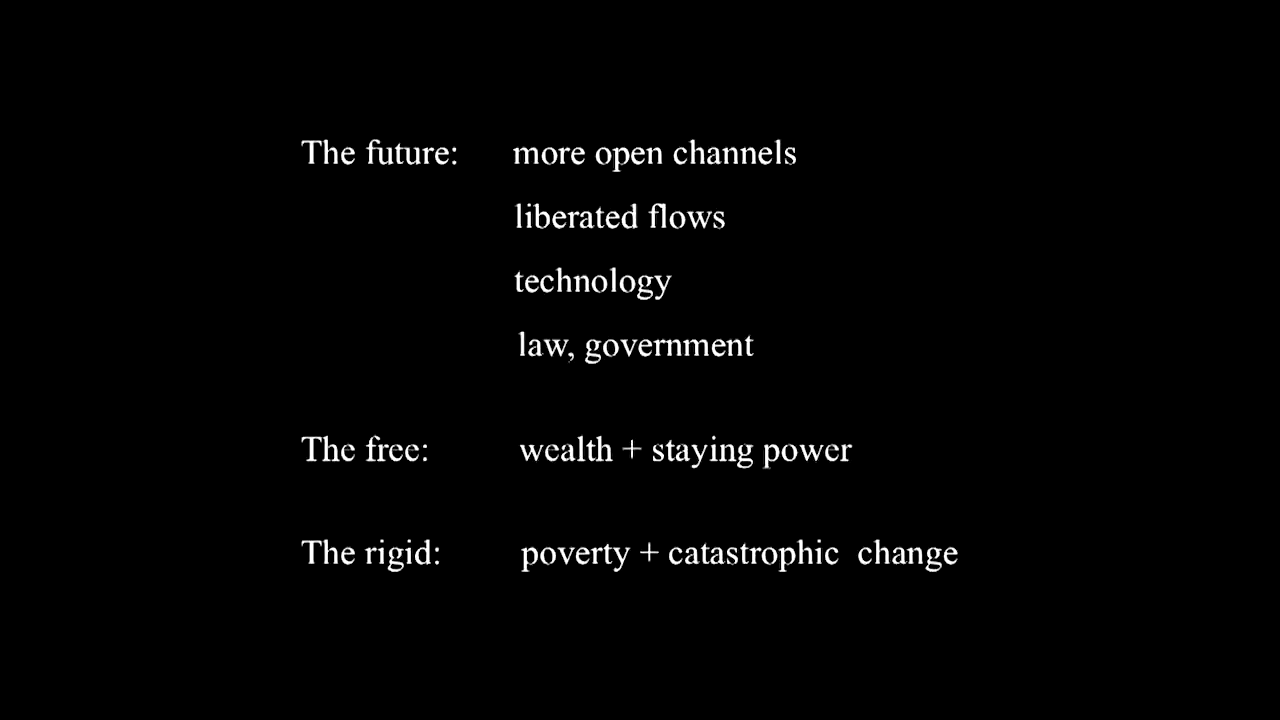 The future: more open channels
liberated flows
technology
law, government
The free: wealth + staying power
The rigid: poverty + catastrophic change